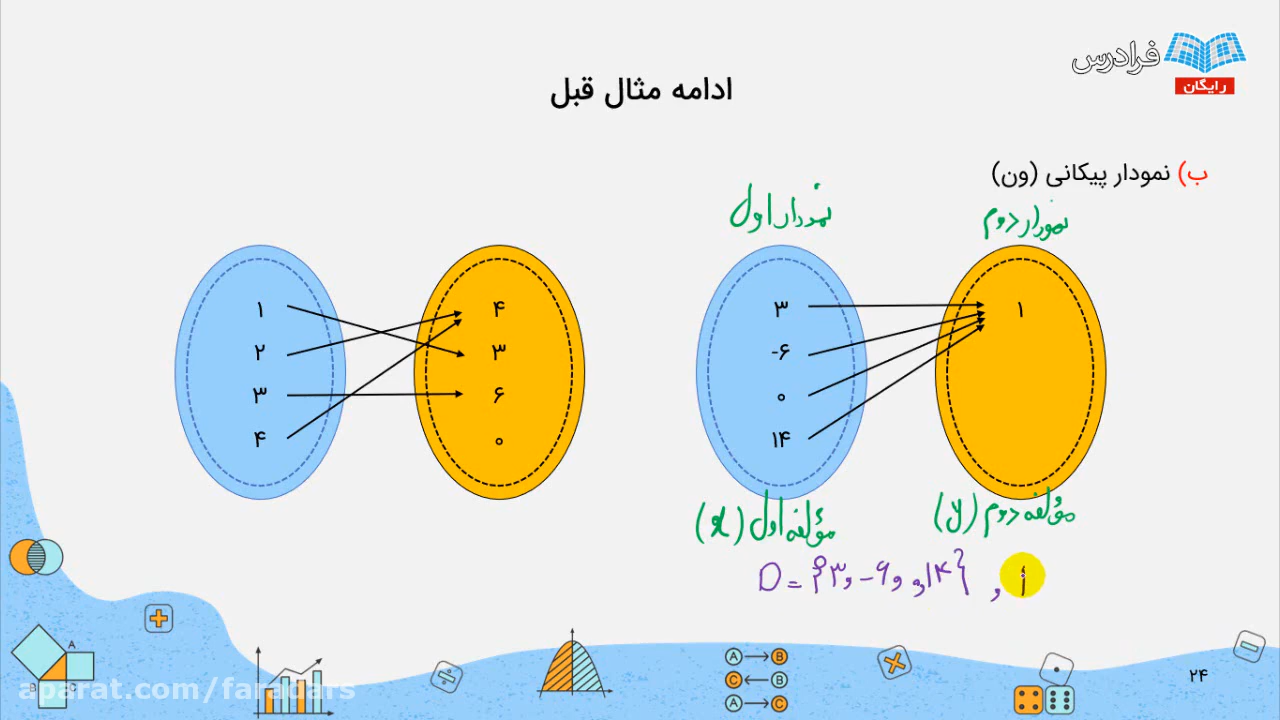 فرادرس
رایگان
ادامه مثال قبل
ب) نمودار پیکانی (ون)
نمودار اول
نمودار دوم
۱
۲
۳
۴
۴
۳
۶
۰
۳
-۶
۰
۱۴
۱
مؤلفه اول (x)
مؤلفه دوم (y)
D = {۳, -۶, , ۱۴} ,
A
B
C
A B
C B
A C
۲۴
aparat.com/faradars